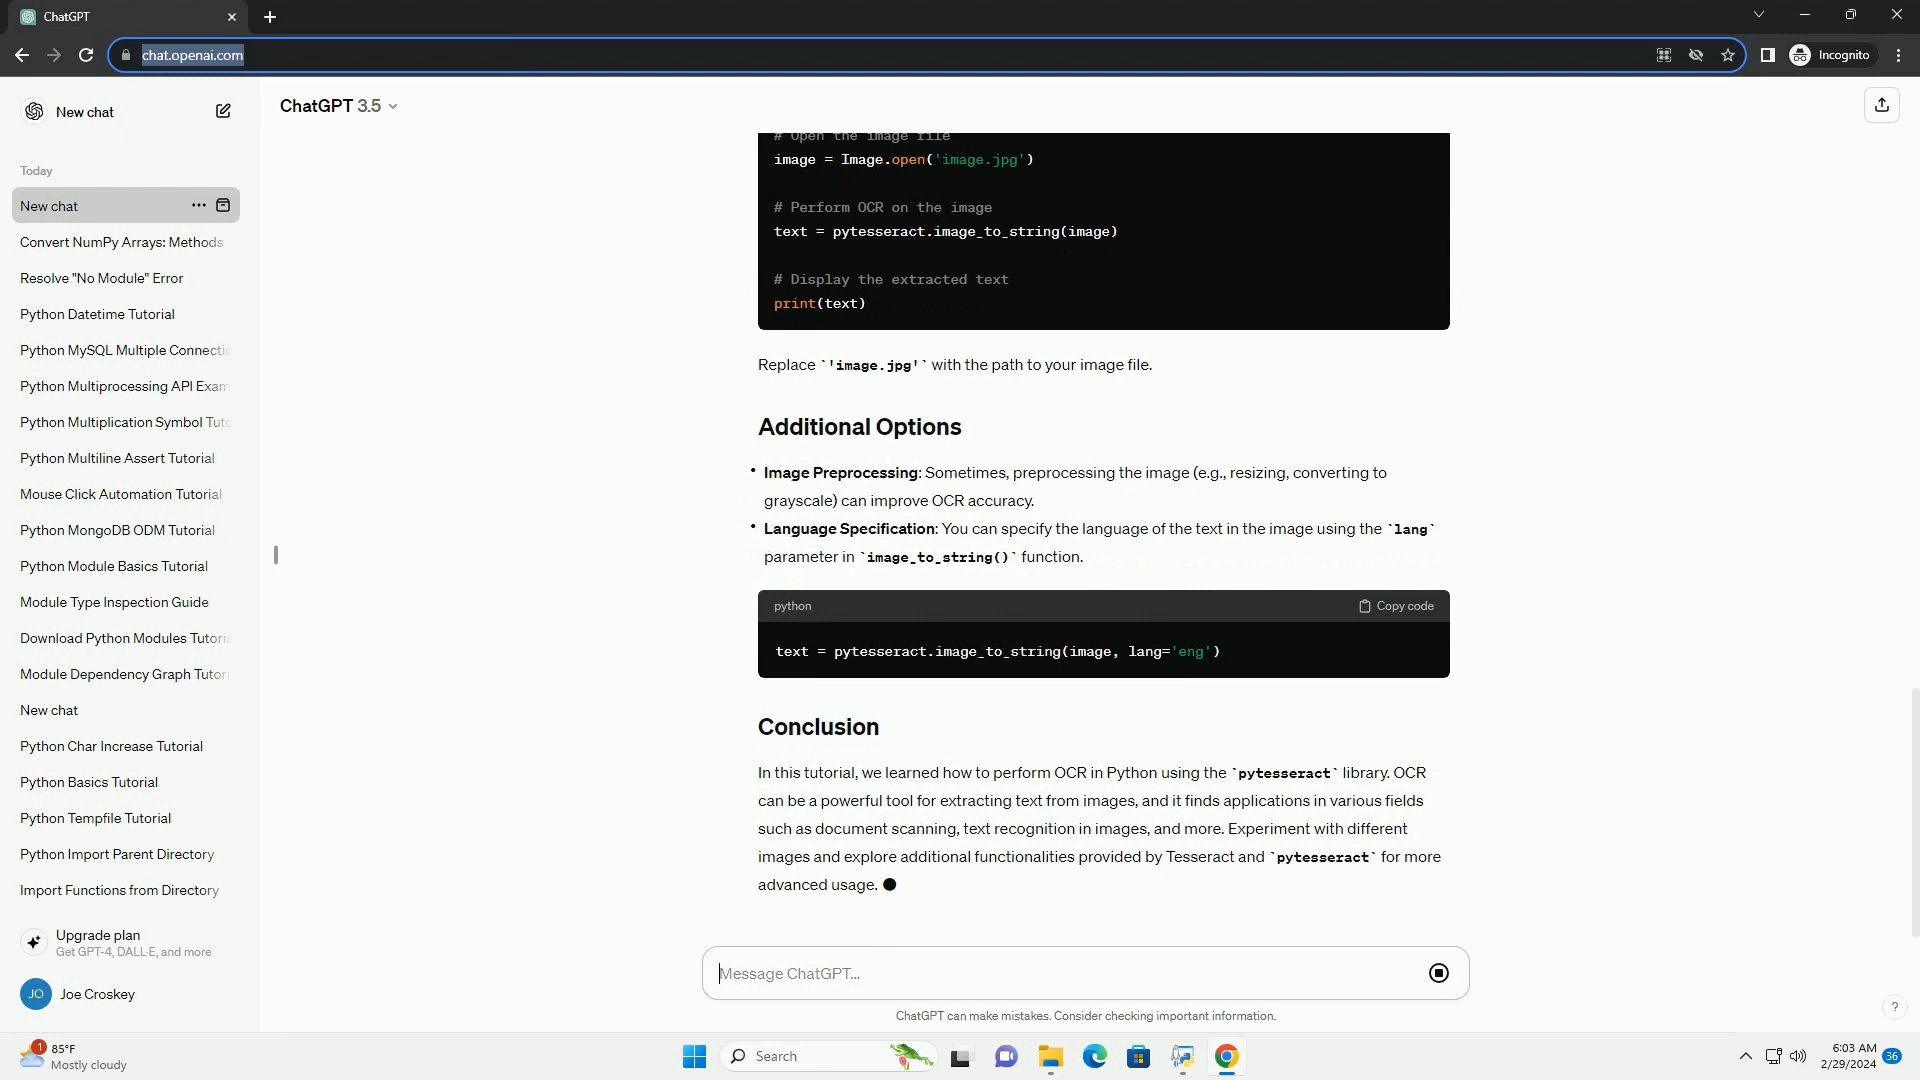 ChatGPT
chat.openai.com
Incognito
New chat
Today
New chat
Convert NumPy Arrays: Methods
Resolve "No Module" Error
Python Datetime Tutorial
Python MySQL Multiple Connectio
Python Multiprocessing API Exam
Python Multiplication Symbol Tuto
Python Multiline Assert Tutorial
Mouse Click Automation Tutorial
Python MongoDB ODM Tutorial
Python Module Basics Tutorial
Module Type Inspection Guide
Download Python Modules Tutoria
Module Dependency Graph Tutori
New chat
Python Char Increase Tutorial
Python Basics Tutorial
Python Tempfile Tutorial
Python Import Parent Directory
Import Functions from Directory
Upgrade plan
Get GPT-4, DALL·E, and more
JO
Joe Croskey
ChatGPT 3.5
# Open the image file
image = Image.open('image.jpg')
# Perform OCR on the image
text = pytesseract.image_to_string(image)
# Display the extracted text
print(text)
Replace `'image.jpg'` with the path to your image file.
Additional Options
• Image Preprocessing: Sometimes, preprocessing the image (e.g., resizing, converting to
grayscale) can improve OCR accuracy.
• Language Specification: You can specify the language of the text in the image using the `lang`
parameter in `image_to_string()` function.
python
Copy code
text = pytesseract.image_to_string(image, lang='eng')
Conclusion
In this tutorial, we learned how to perform OCR in Python using the `pytesseract` library. OCR
can be a powerful tool for extracting text from images, and it finds applications in various fields
such as document scanning, text recognition in images, and more. Experiment with different
images and explore additional functionalities provided by Tesseract and `pytesseract` for more
advanced usage.
Message ChatGPT...
ChatGPT can make mistakes. Consider checking important information.
?
1
85°F
Mostly cloudy
Search
6:03 AM
2/29/2024
36